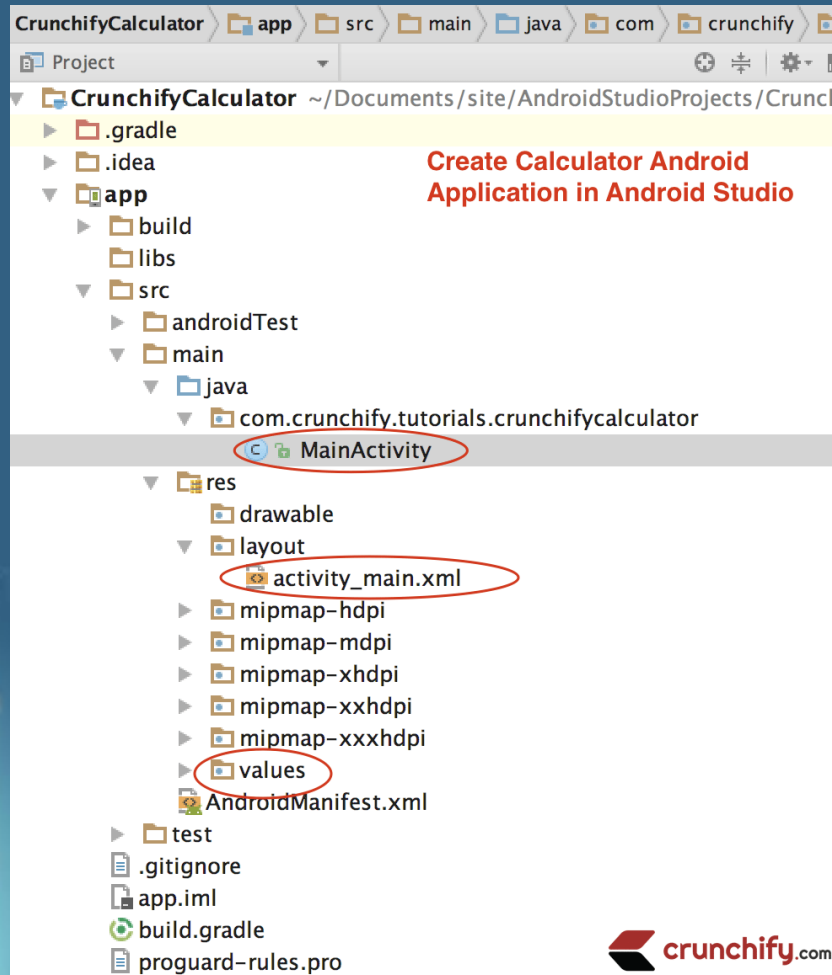 CrunchifyCalculator app src main java com crunchify
Project
CrunchifyCalculator ~/Documents/site/AndroidStudioProjects/Crunch
.gradle
.idea
Create Calculator Android
Application in Android Studio
app
build
libs
src
androidTest
main
java
com.crunchify.tutorials.crunchifycalculator
C MainActivity
res
drawable
layout
activity_main.xml
mipmap-hdpi
mipmap-mdpi
mipmap-xhdpi
mipmap-xxhdpi
mipmap-xxxhdpi
values
AndroidManifest.xml
test
.gitignore
app.iml
build.gradle
proguard-rules.pro
crunchify.com